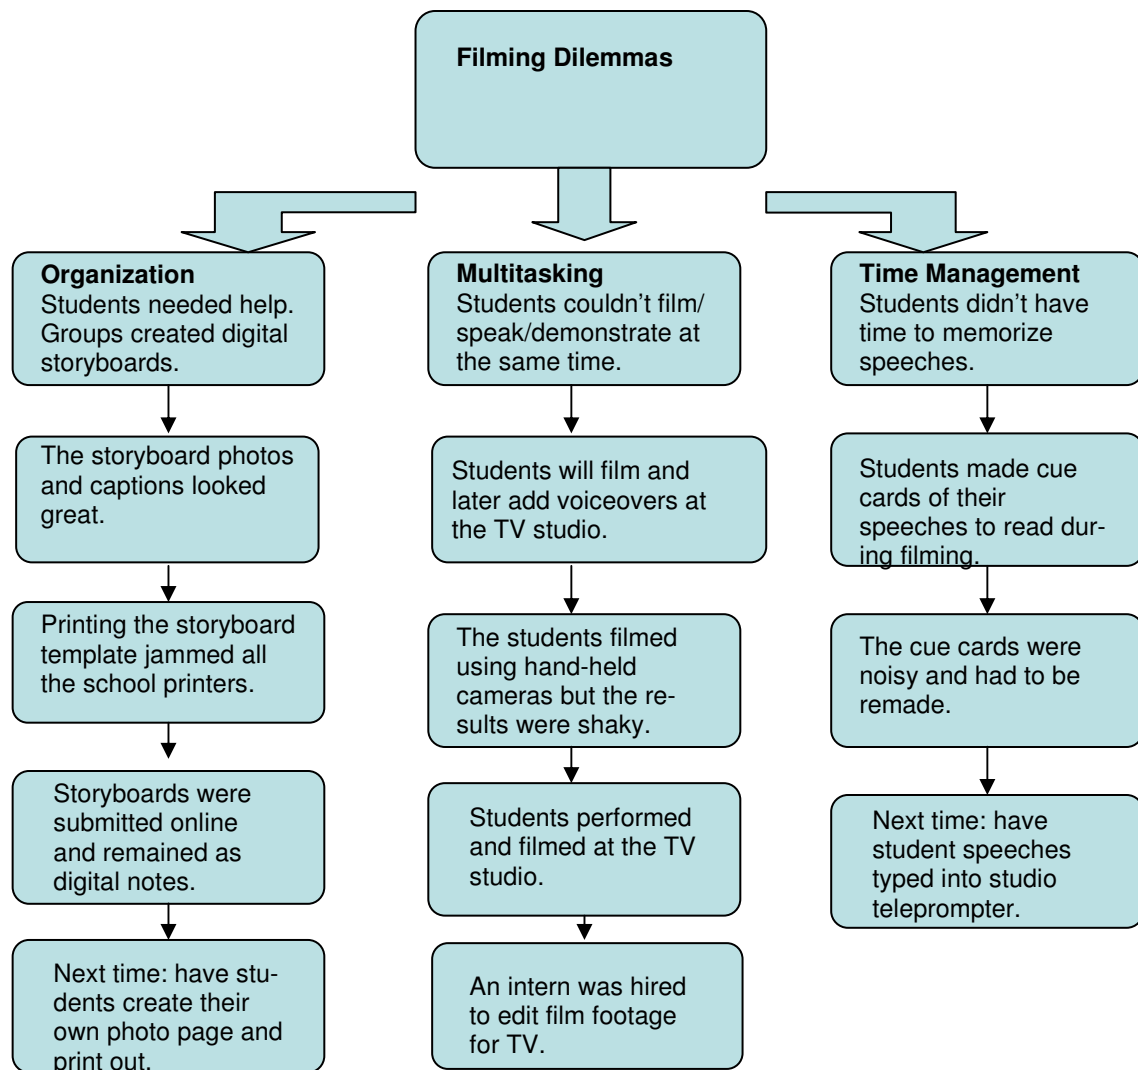 Filming Dilemmas
Organization
Students needed help.
Groups created digital
storyboards.
The storyboard photos
and captions looked
great.
Printing the storyboard
template jammed all
the school printers.
Storyboards were
submitted online
and remained as
digital notes.
Next time: have stu-
dents create their
own photo page and
print out.
Multitasking
Students couldn’t film/
speak/demonstrate at
the same time.
Students will film and
later add voiceovers at
the TV studio.
The students filmed
using hand-held
cameras but the re-
sults were shaky.
Students performed
and filmed at the TV
studio.
An intern was hired
to edit film footage
for TV.
Time Management
Students didn’t have
time to memorize
speeches.
Students made cue
cards of their
speeches to read dur-
ing filming.
The cue cards were
noisy and had to be
remade.
Next time: have
student speeches
typed into studio
teleprompter.